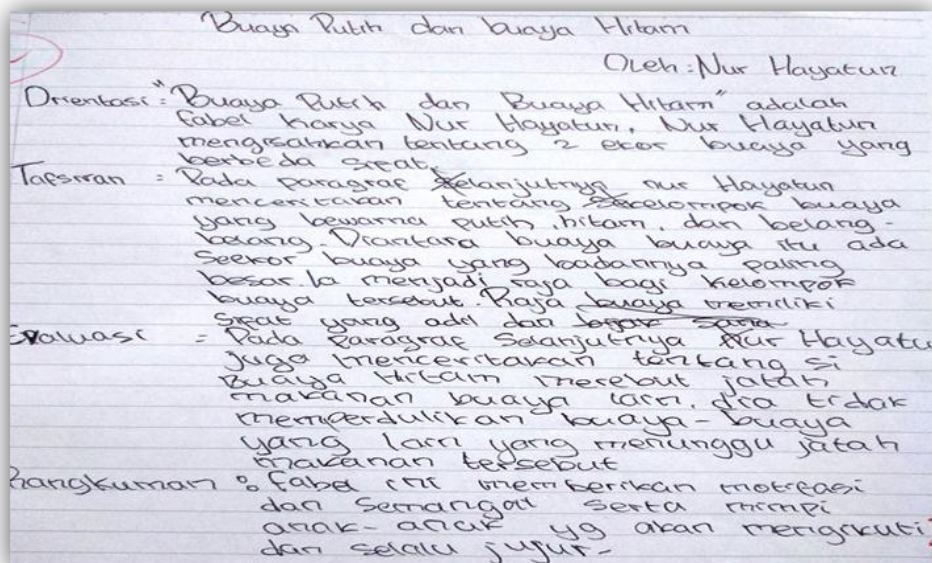 Buaya Putih dan buaya Hitam
Oleh: Nur Hayatun
Orientasi : "Buaya Putih dan Buaya Hitam" adalah
fabel karya Nur Hayatun. Nur Hayatun
mengisahkan tentang 2 ekor buaya yang
berbeda sipat.
Tafsiran = Pada paragraf selanjutnya nur Hayatun
menceritakan tentang Sekelompok buaya
yang bewarna putih, hitam, dan belang-
belang. Diantara buaya buaya itu ada
Seekor buaya yang badannya paling
besar. Ia menjadi raja bagi kelompok
buaya tersebut. Raja buaya memiliki
Sipat yang adil dan
Evaluasi = Pada Paragraf Selanjutnya Nur Hayatu
juga menceritakan tentang si
Buaya Hitam merebut jatah
makanan buaya lain, dia tidak
memperdulikan buaya-buaya
yang lain yang menunggu jatah
makanan tersebut
Rangkuman : fabel ini memberikan motifasi
dan Semangat serta mimpi
anak-anak yg akan mengikuti
dan selalu jujur-